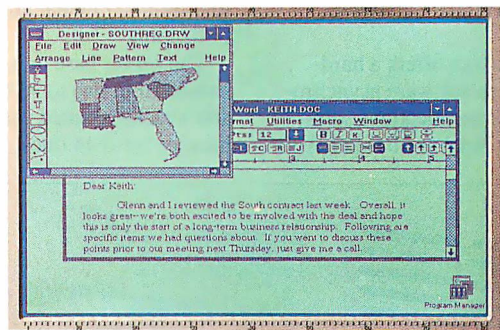 Designer - SOUTHREG.DRW
File Edit Draw View Change
Arrange Line Pattern Text Help
Word - KEITH.DOC
rmat Utilities Macro Window Help
Pts: 12 B I K
Dear Keith:
Glenn and I reviewed the South contract last week. Overall, it
looks great--we're both excited to be involved with the deal and hope
this is only the start of a long-term business relationship. Following are
specific items we had questions about. If you want to discuss these
points prior to our meeting next Thursday, just give me a call.
Program Manager